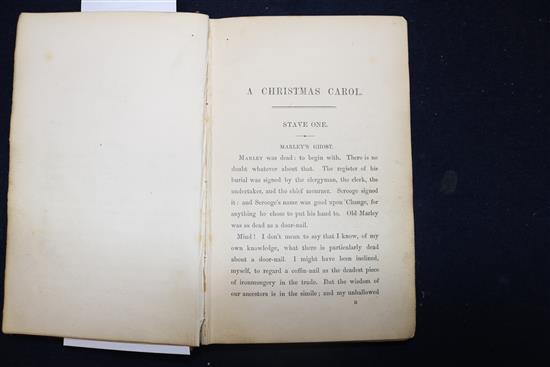 A CHRISTMAS CAROL.
STAVE ONE.
MARLEY'S GHOST.
MARLEY was dead: to begin with. There is no
doubt whatever about that. The register of his
burial was signed by the clergyman, the clerk, the
undertaker, and the chief mourner. Scrooge signed
it: and Scrooge's name was good upon 'Change, for
anything he chose to put his hand to. Old Marley
was as dead as a door-nail.
Mind! I don't mean to say that I know, of my
own knowledge, what there is particularly dead
about a door-nail. I might have been inclined,
myself, to regard a coffin-nail as the deadest piece
of ironmongery in the trade. But the wisdom of
our ancestors is in the simile; and my unhallowed
B